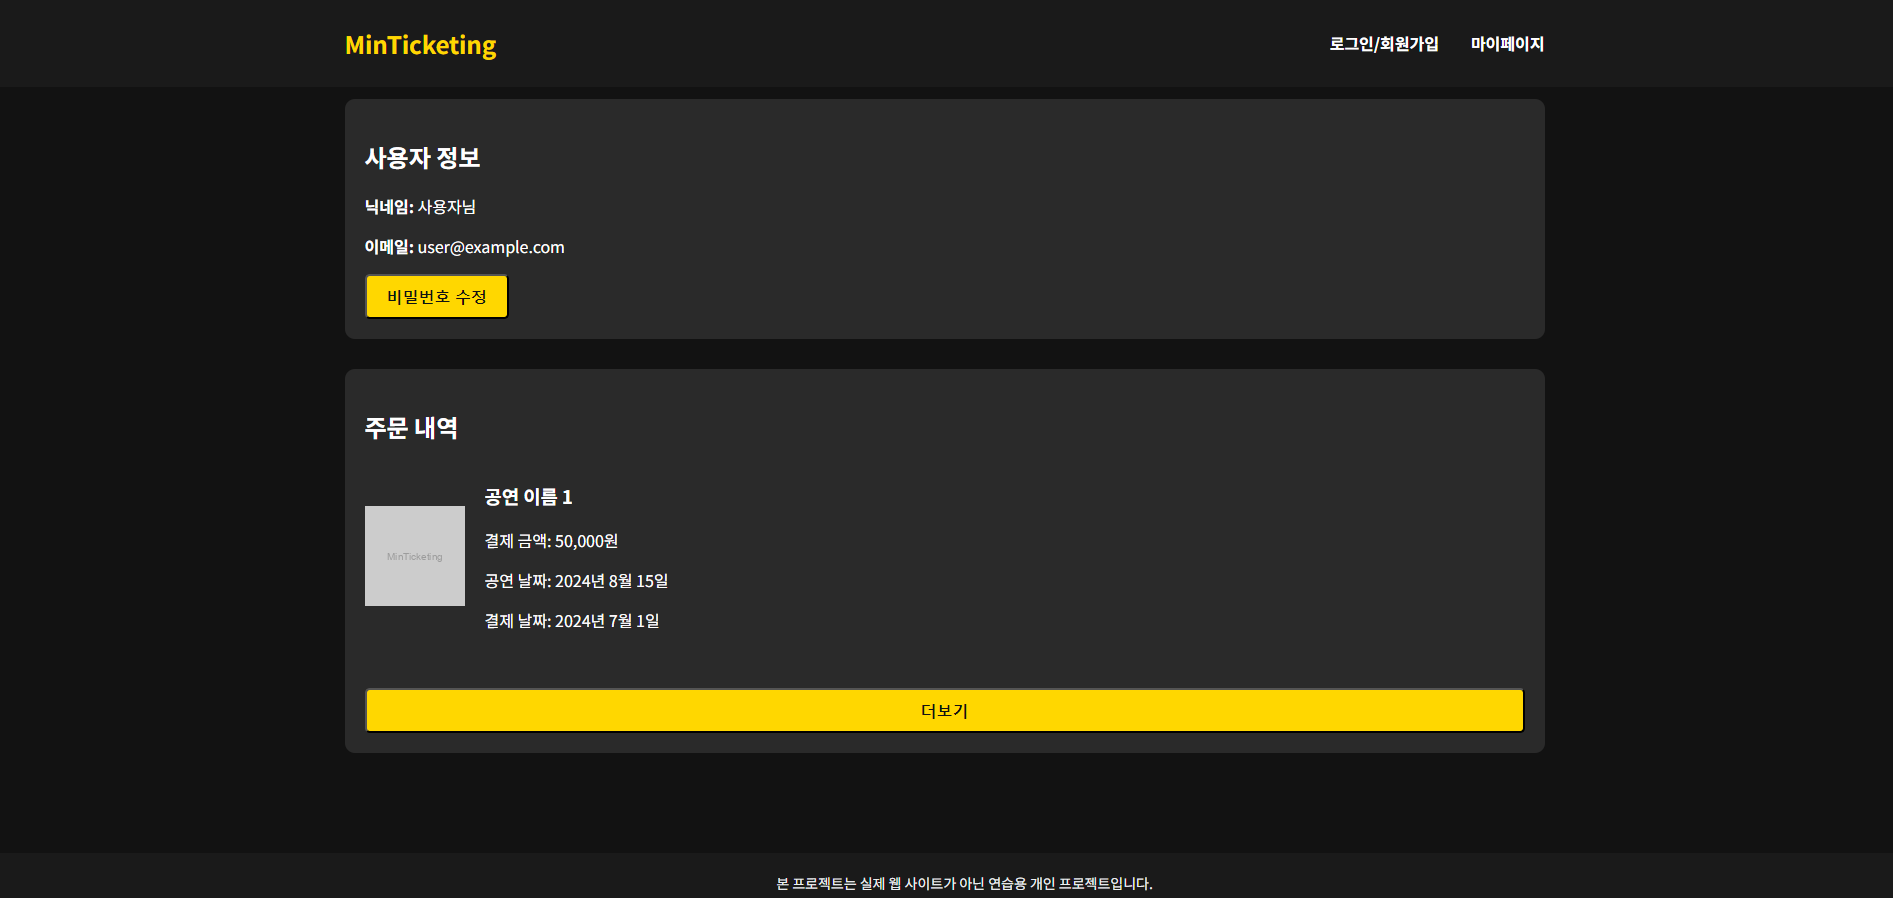 MinTicketing
로그인/회원가입 마이페이지
사용자 정보
닉네임: 사용자님
이메일: user@example.com
비밀번호 수정
주문 내역
MinTicketing
공연 이름 1
결제 금액: 50,000원
공연 날짜: 2024년 8월 15일
결제 날짜: 2024년 7월 1일
더보기
본 프로젝트는 실제 웹 사이트가 아닌 연습용 개인 프로젝트입니다.